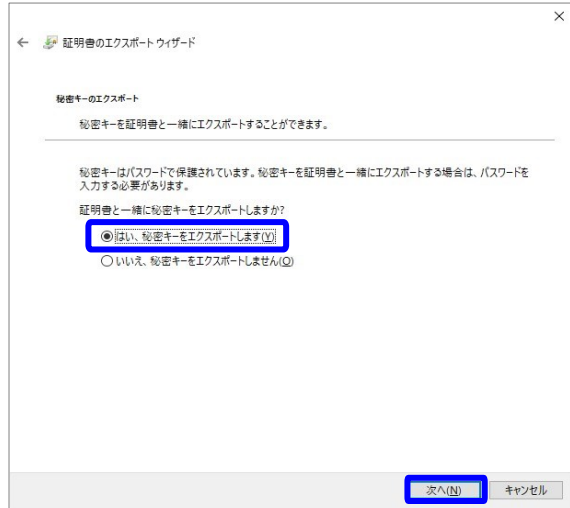 証明書のエクスポート ウィザード
秘密キーのエクスポート
秘密キーを証明書と一緒にエクスポートすることができます。
秘密キーはパスワードで保護されています。秘密キーを証明書と一緒にエクスポートする場合は、パスワードを
入力する必要があります。
証明書と一緒に秘密キーをエクスポートしますか?
はい、秘密キーをエクスポートします(Y)
いいえ、秘密キーをエクスポートしません(O)
次へ(N) キャンセル